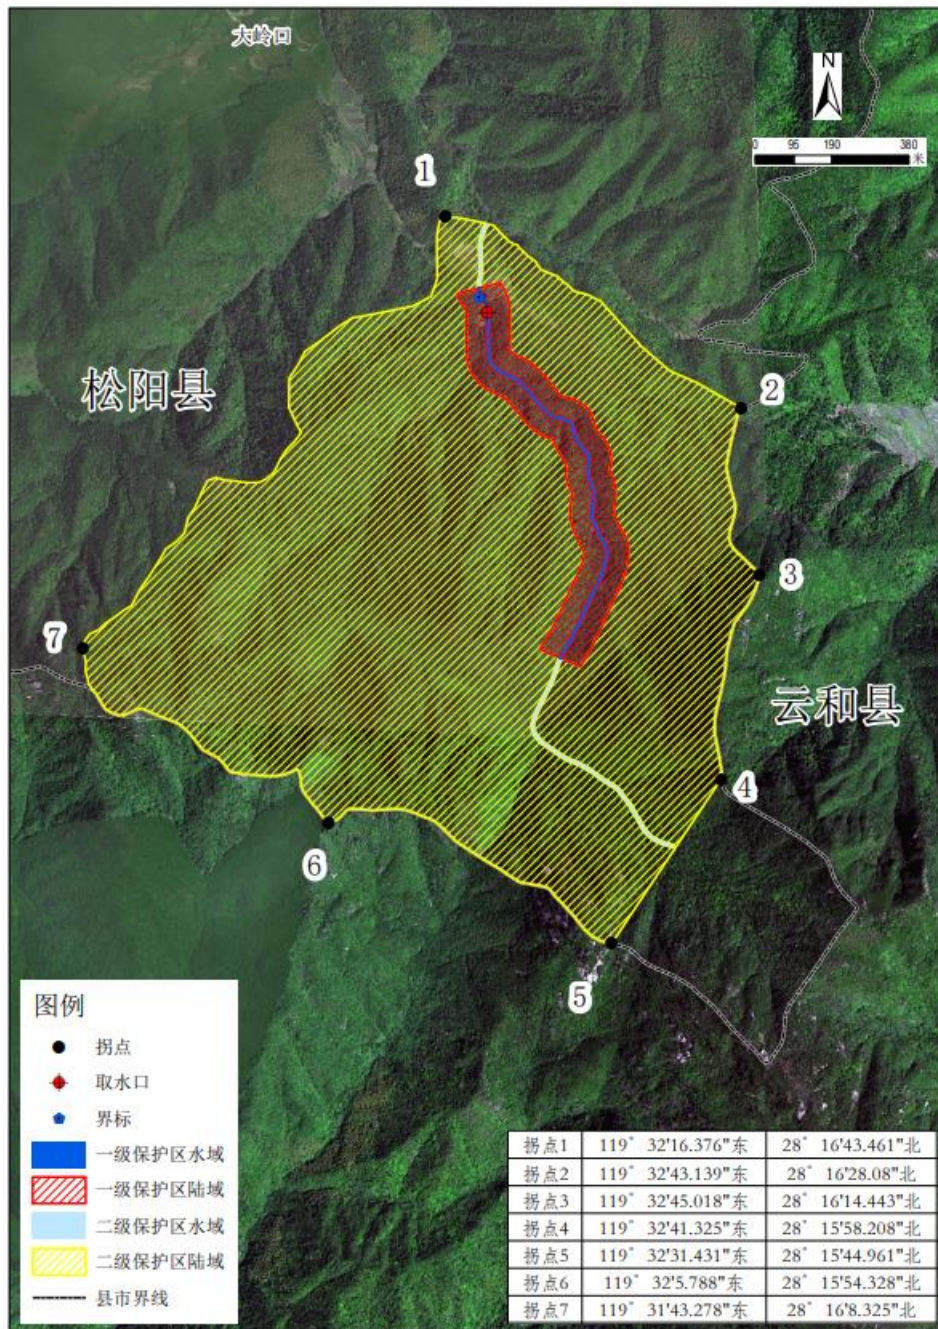 大岭口
N
0 95 190 380
米
1
2
松阳县
3
7
云和县
4
6
5
图例
拐点
取水口
界标
一级保护区水域
一级保护区陆域
二级保护区水域
二级保护区陆域
县市界线
拐点1 119° 32'16.376"东 28° 16'43.461"北
拐点2 119° 32'43.139"东 28° 16'28.08"北
拐点3 119° 32'45.018"东 28° 16'14.443"北
拐点4 119° 32'41.325"东 28° 15'58.208"北
拐点5 119° 32'31.431"东 28° 15'44.961"北
拐点6 119° 32'5.788"东 28° 15'54.328"北
拐点7 119° 31'43.278"东 28° 16'8.325"北